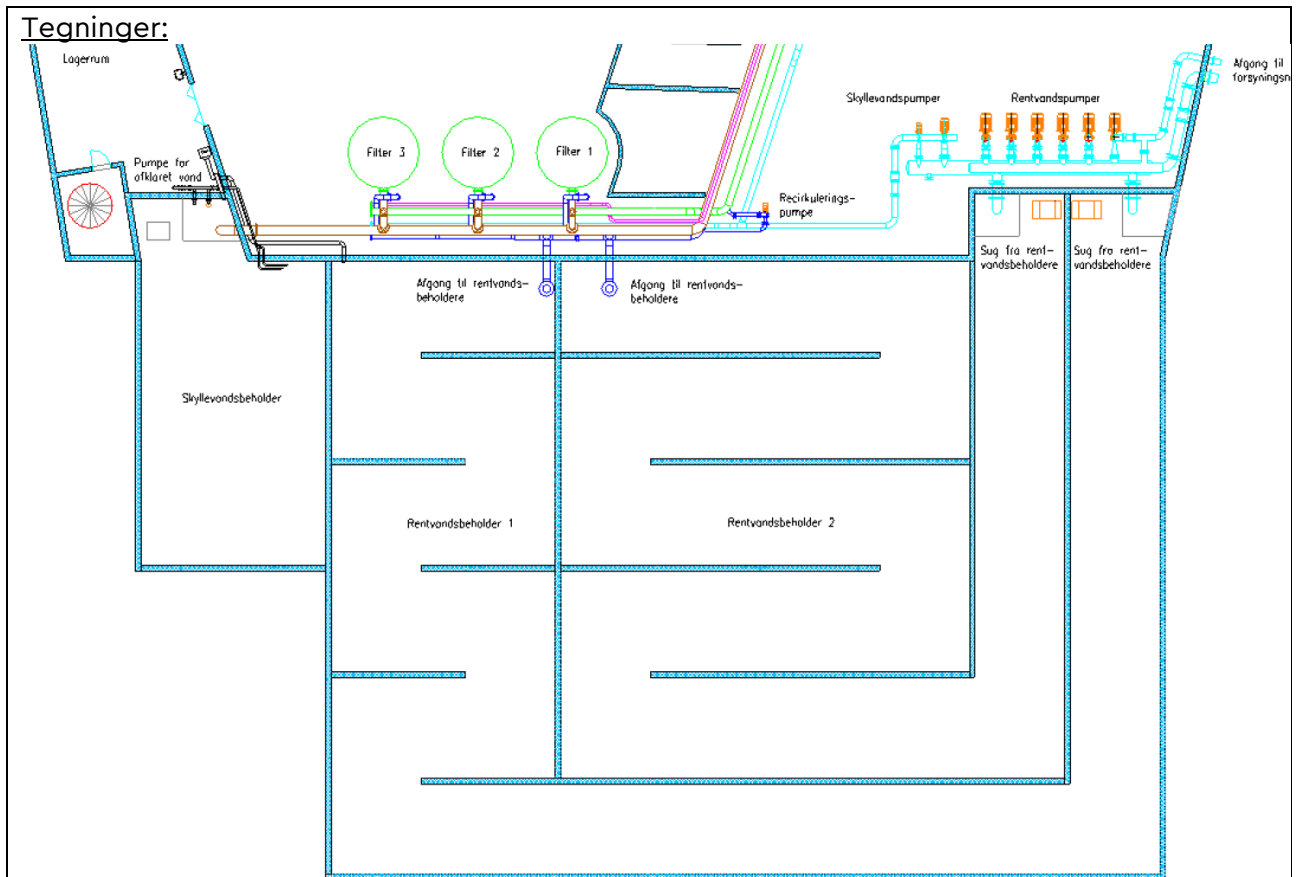 Tegninger:
Lagerrum
Afgang til
forsyningsn
Skyllevandspumper
Rentvandspumper
Filter 3
Filter 2
Filter 1
Pumpe for
afklaret vand
Recirkulerings-
pumpe
Sug fra rent-
vandsbeholdere
Sug fra rent-
vandsbeholdere
Afgang til rentvands-
beholdere
Afgang til rentvands-
beholdere
Skyllevandsbeholder
Rentvandsbeholder 1
Rentvandsbeholder 2